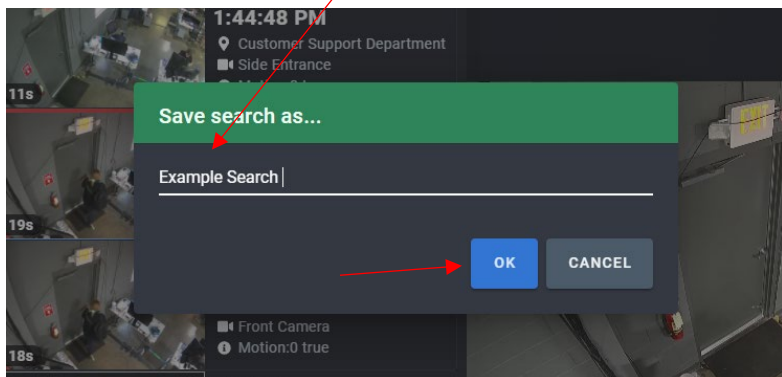 1:44:48 PM
Customer Support Department
Side Entrance
11s
Save search as...
Example Search
19s
OK
CANCEL
Front Camera
Motion:0 true
18s
EXIT